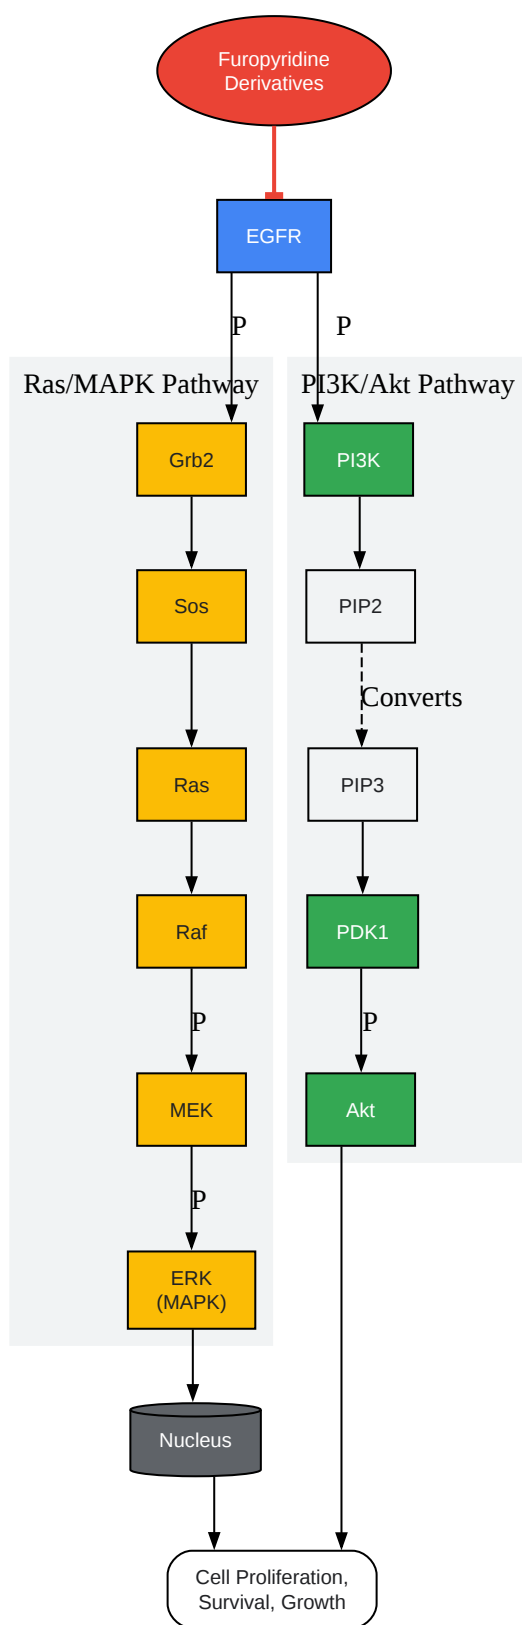 Furopyridine
Derivatives
EGFR
P
P
Ras/MAPK Pathway
PI3K/Akt Pathway
Grb2
PI3K
Sos
PIP2
Converts
Ras
PIP3
Raf
PDK1
P
P
MEK
Akt
P
ERK
(MAPK)
Nucleus
Cell Proliferation,
Survival, Growth